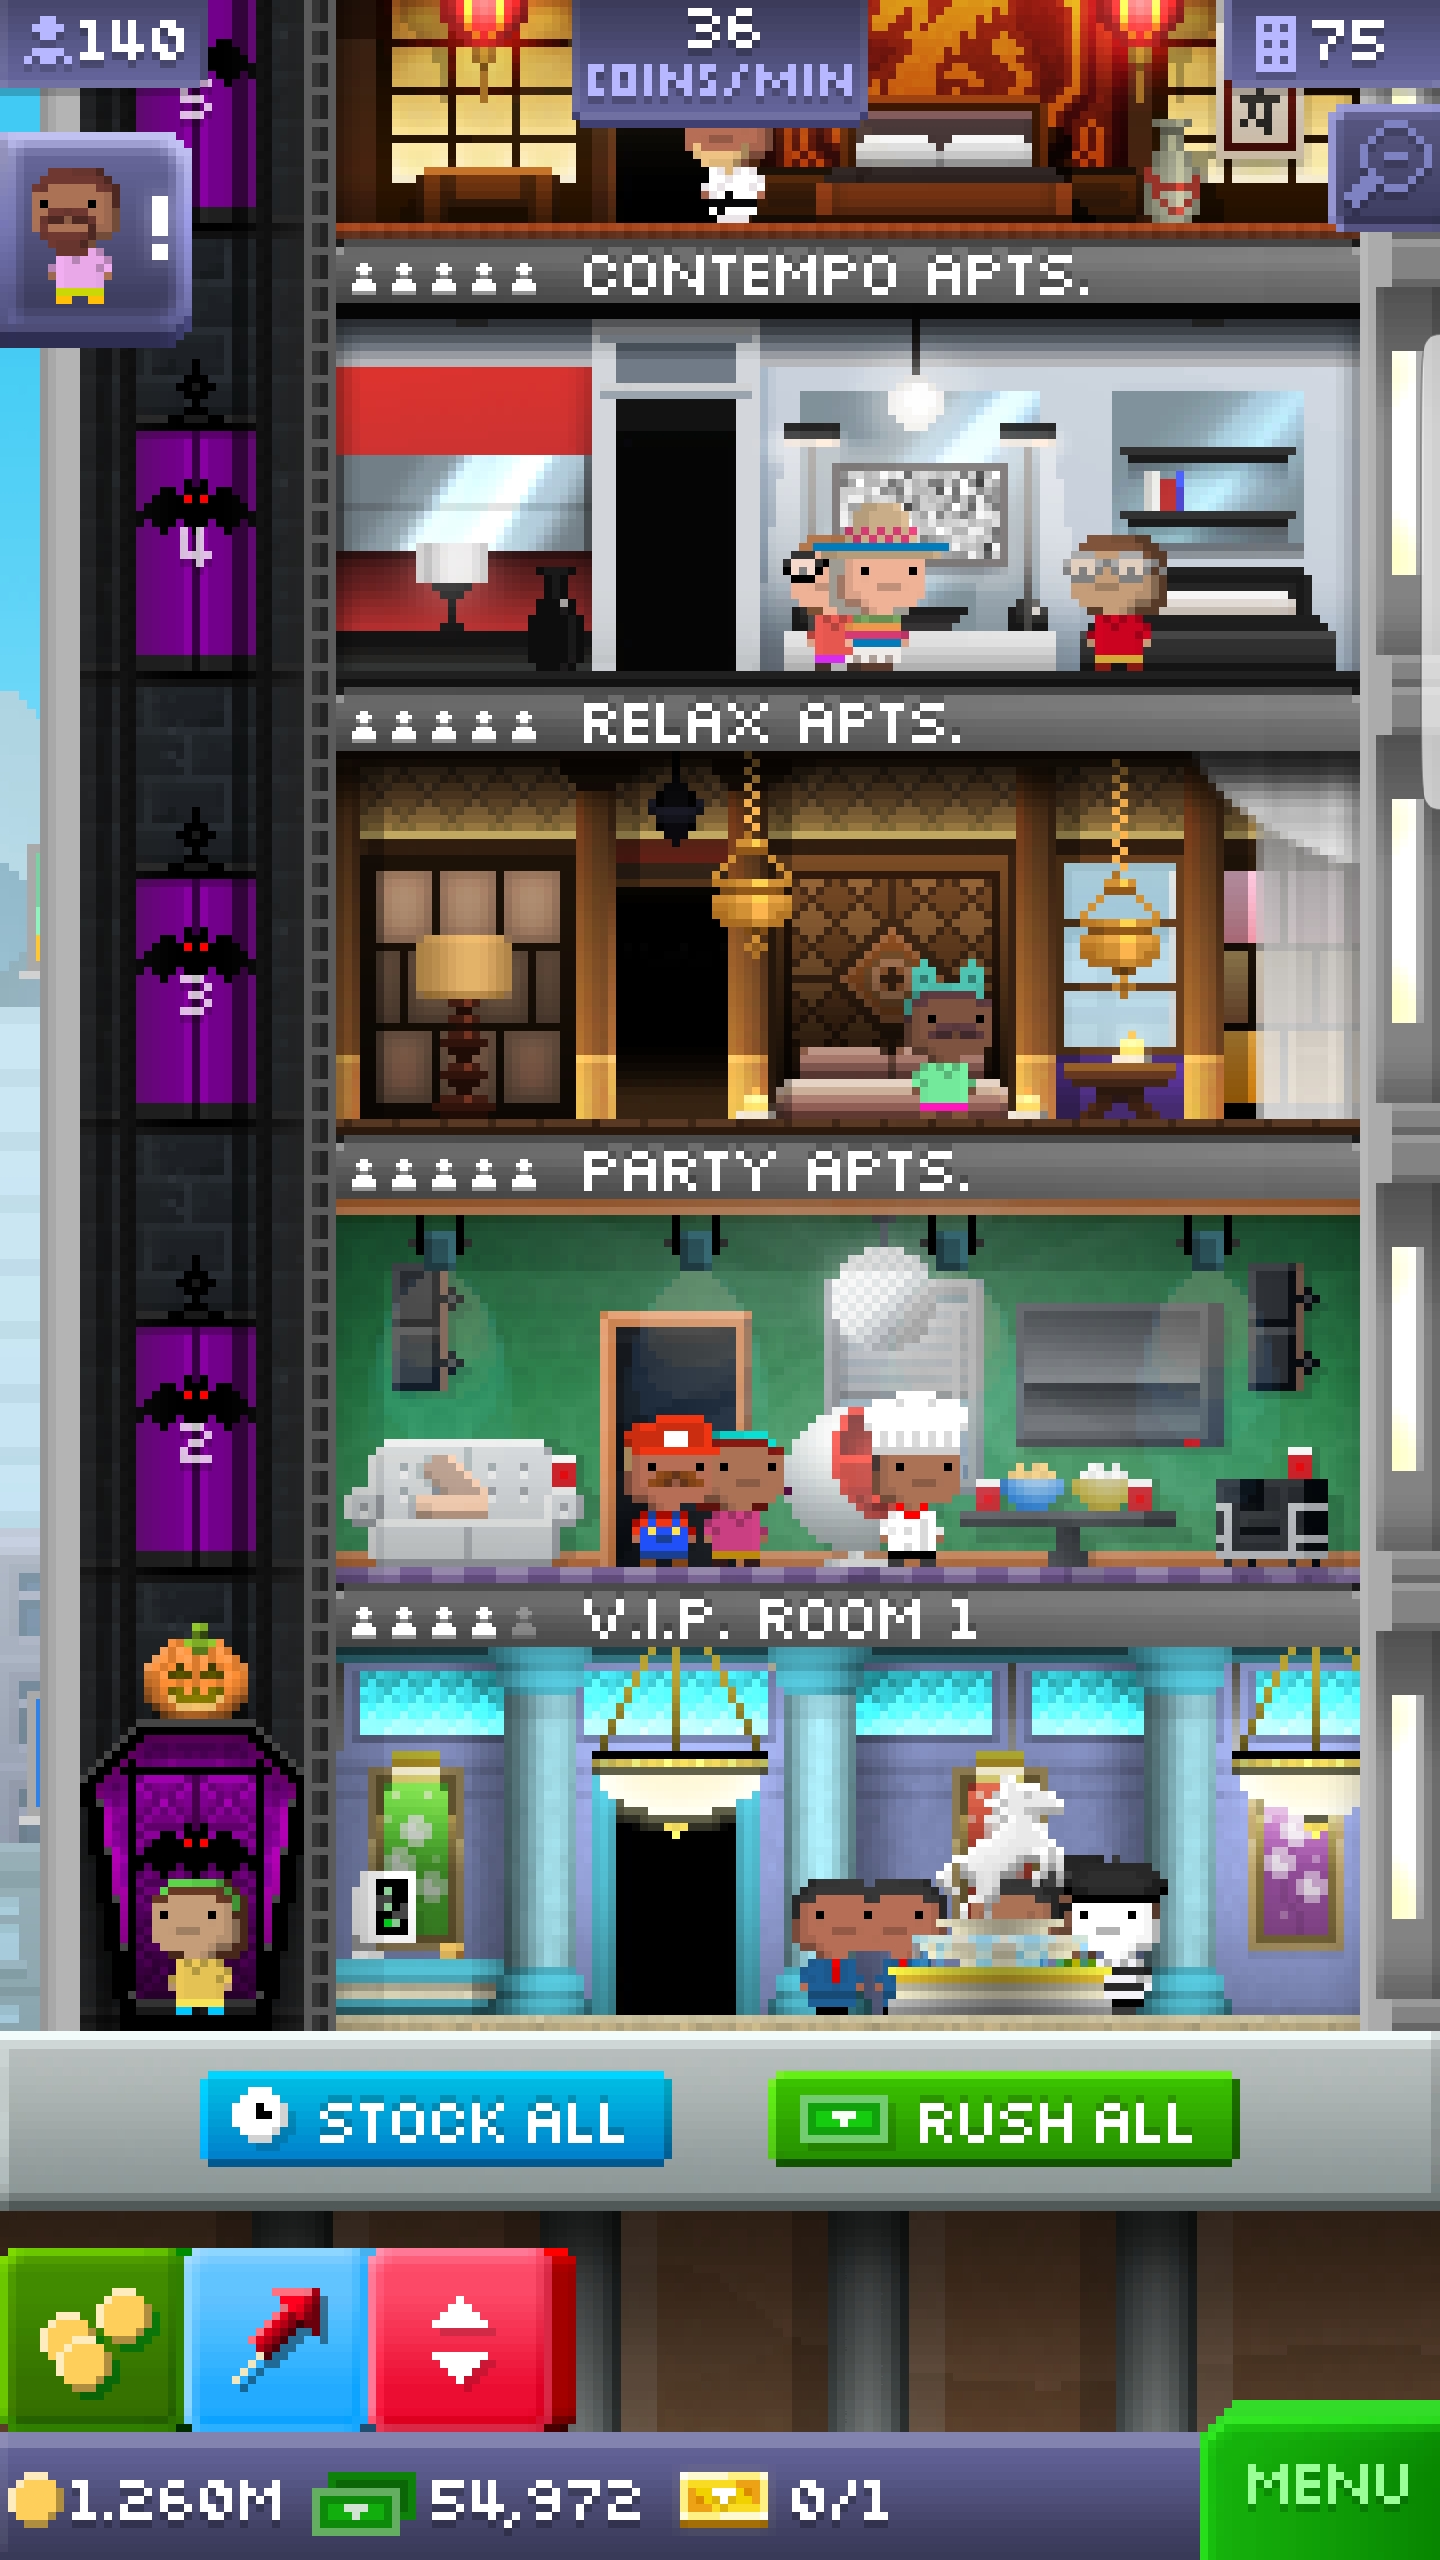 140
36
COINS/MIN
75
5
!
CONTEMPO APTS.
4
RELAX APTS.
3
PARTY APTS.
2
V.I.P. ROOM 1
STOCK ALL
RUSH ALL
1.260M
54,972
0/1
MENU